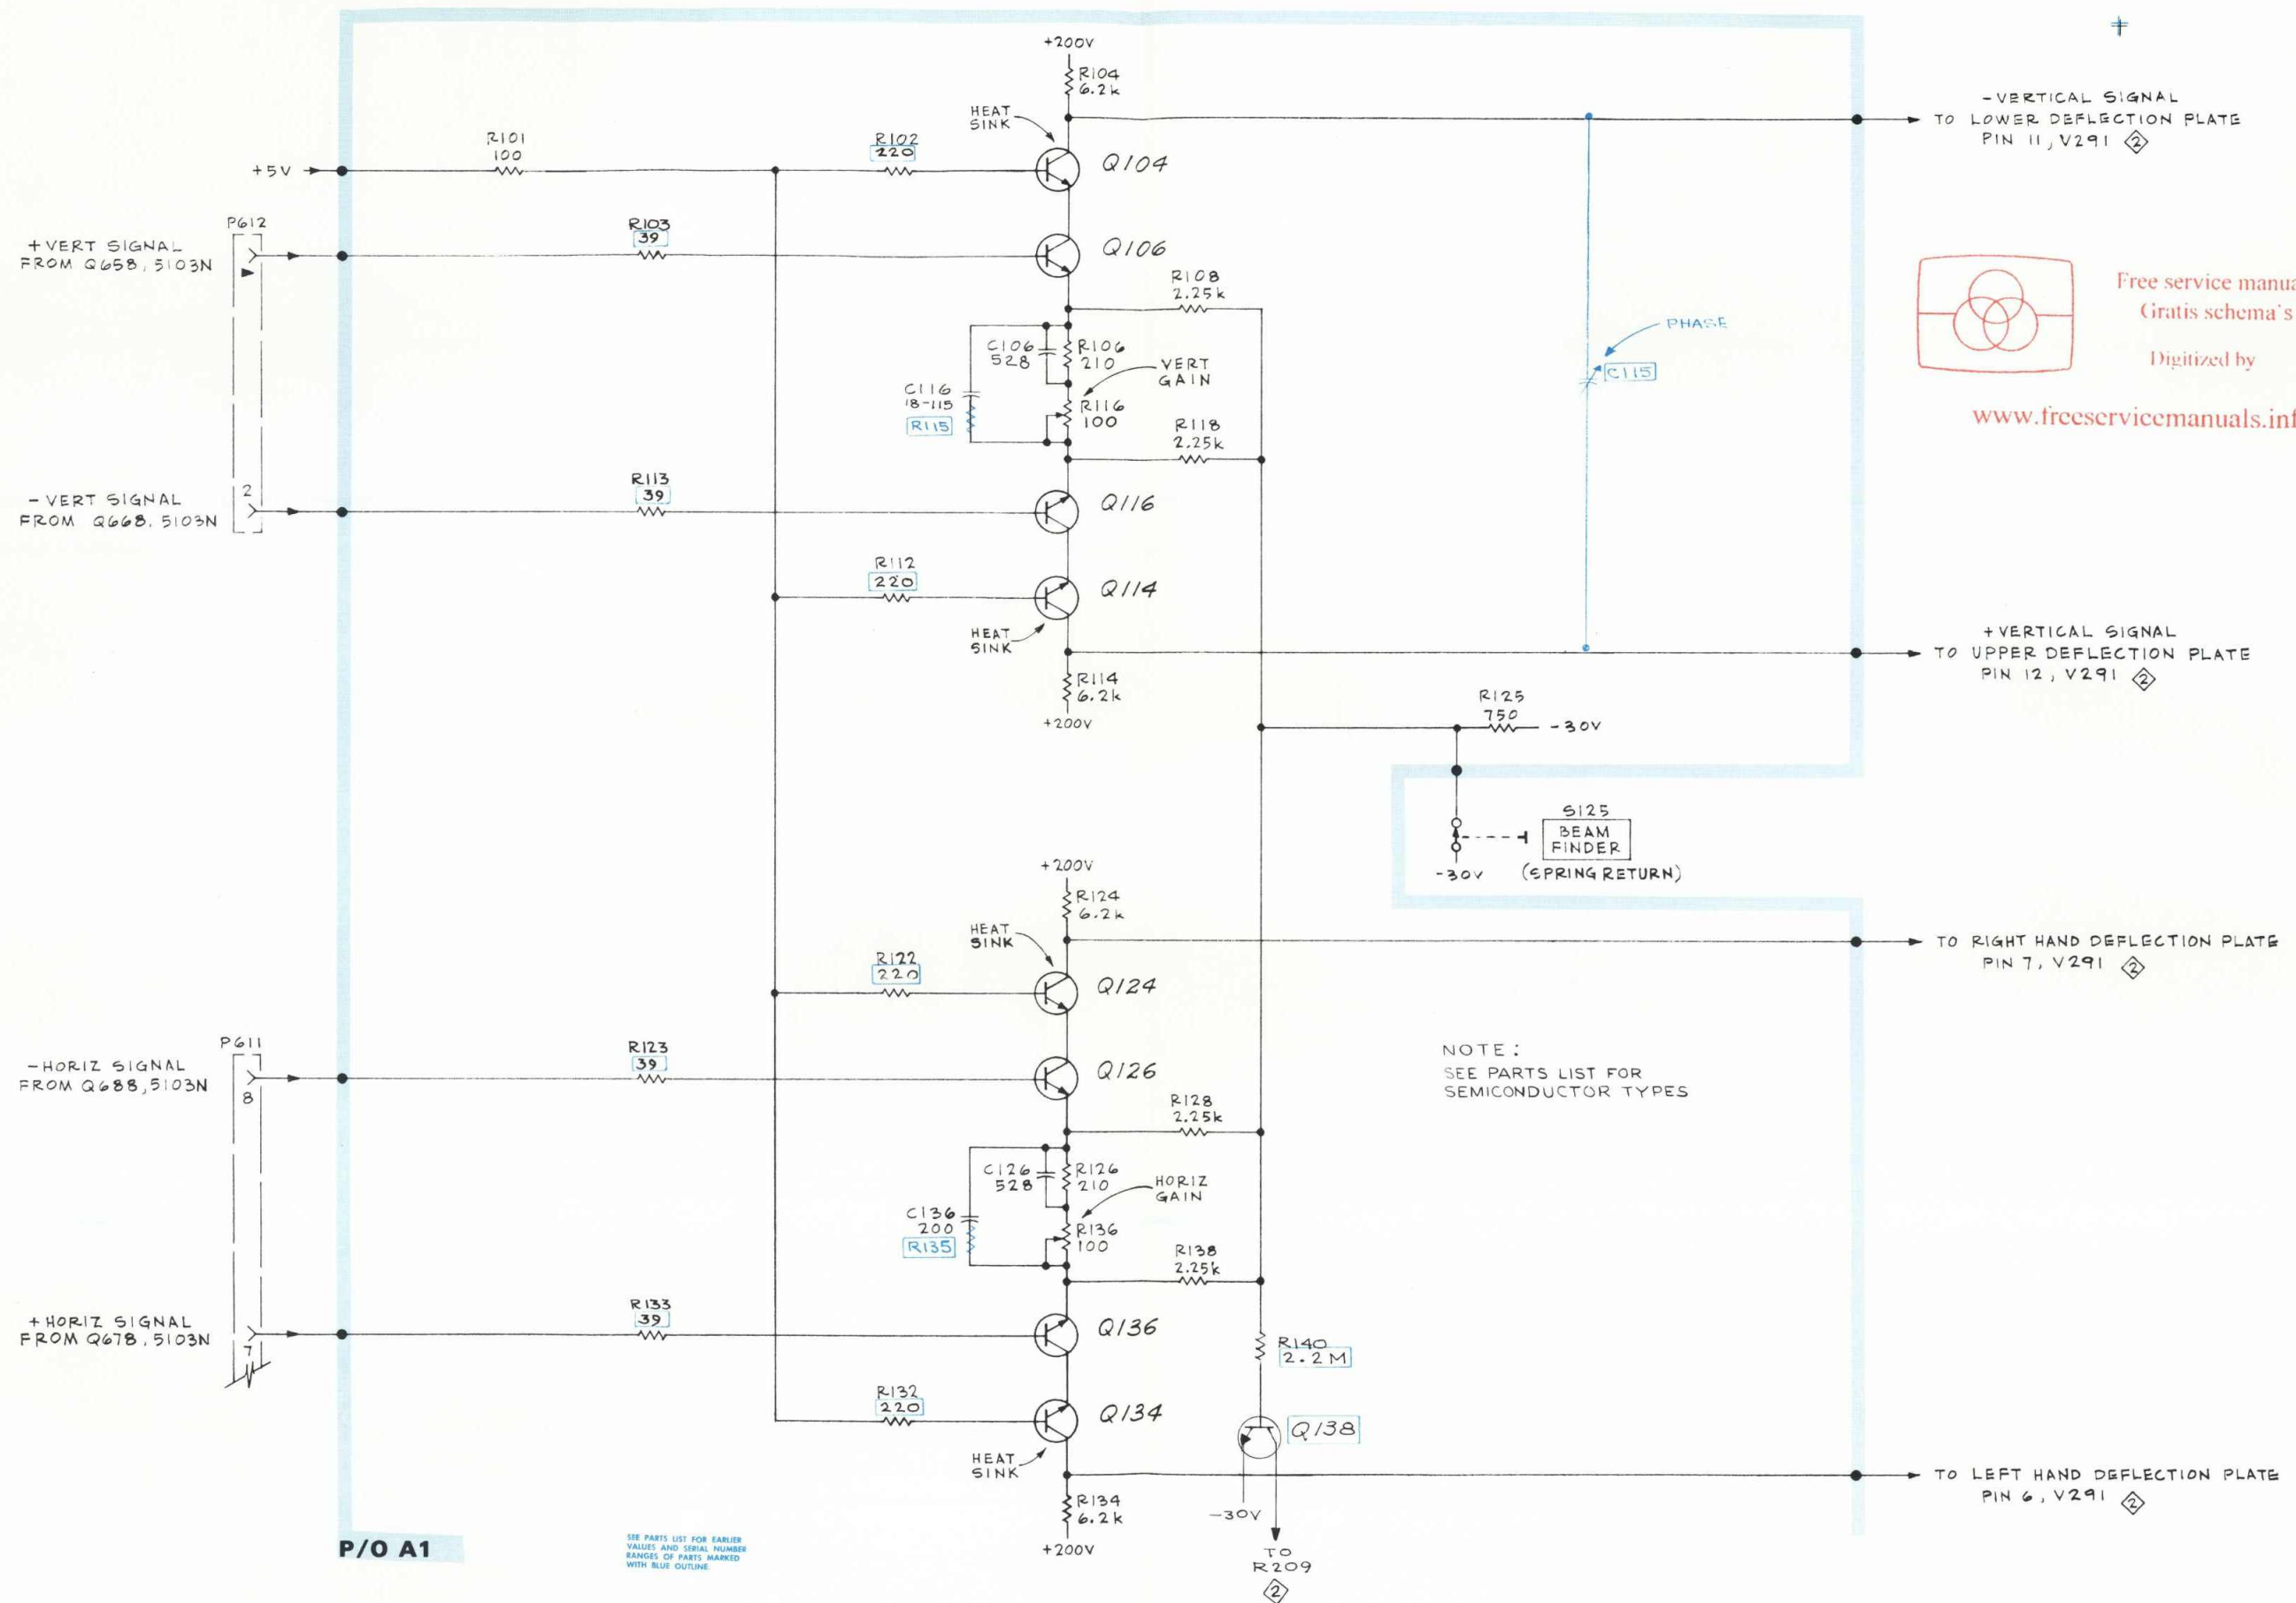 +200V
R104
6.2k
HEAT
SINK
-VERTICAL SIGNAL
TO LOWER DEFLECTION PLATE
PIN 11, V291 2
R101
100
R102
220
+5V
Q104
P612
+VERT SIGNAL
FROM Q658, 5103N
R103
39
Q106
R108
2.25k
Free service manua
Gratis schema's
Digitized by
www.freeservicemanuals.inf
PHASE
C115
C106
528
R106
210
VERT
GAIN
C116
18-115
R115
R116
100
R118
2.25k
-VERT SIGNAL
FROM Q668, 5103N
2
R113
39
Q116
R112
220
Q114
HEAT
SINK
+VERTICAL SIGNAL
TO UPPER DEFLECTION PLATE
PIN 12, V291 2
R114
6.2k
+200V
R125
750
-30V
S125
BEAM
FINDER
(SPRING RETURN)
-30V
+200V
R124
6.2k
HEAT
SINK
TO RIGHT HAND DEFLECTION PLATE
PIN 7, V291 2
R122
220
Q124
P611
-HORIZ SIGNAL
FROM Q688, 5103N
8
R123
39
Q126
NOTE:
SEE PARTS LIST FOR
SEMICONDUCTOR TYPES
R128
2.25k
C126
528
R126
210
HORIZ
GAIN
C136
200
R135
R136
100
R138
2.25k
+HORIZ SIGNAL
FROM Q678, 5103N
7
R133
39
Q136
R140
2.2M
R132
220
Q134
Q138
HEAT
SINK
TO LEFT HAND DEFLECTION PLATE
PIN 6, V291 2
R134
6.2k
+200V
-30V
TO
R209
2
P/O A1
SEE PARTS LIST FOR EARLIER
VALUES AND SERIAL NUMBER
RANGES OF PARTS MARKED
WITH BLUE OUTLINE.